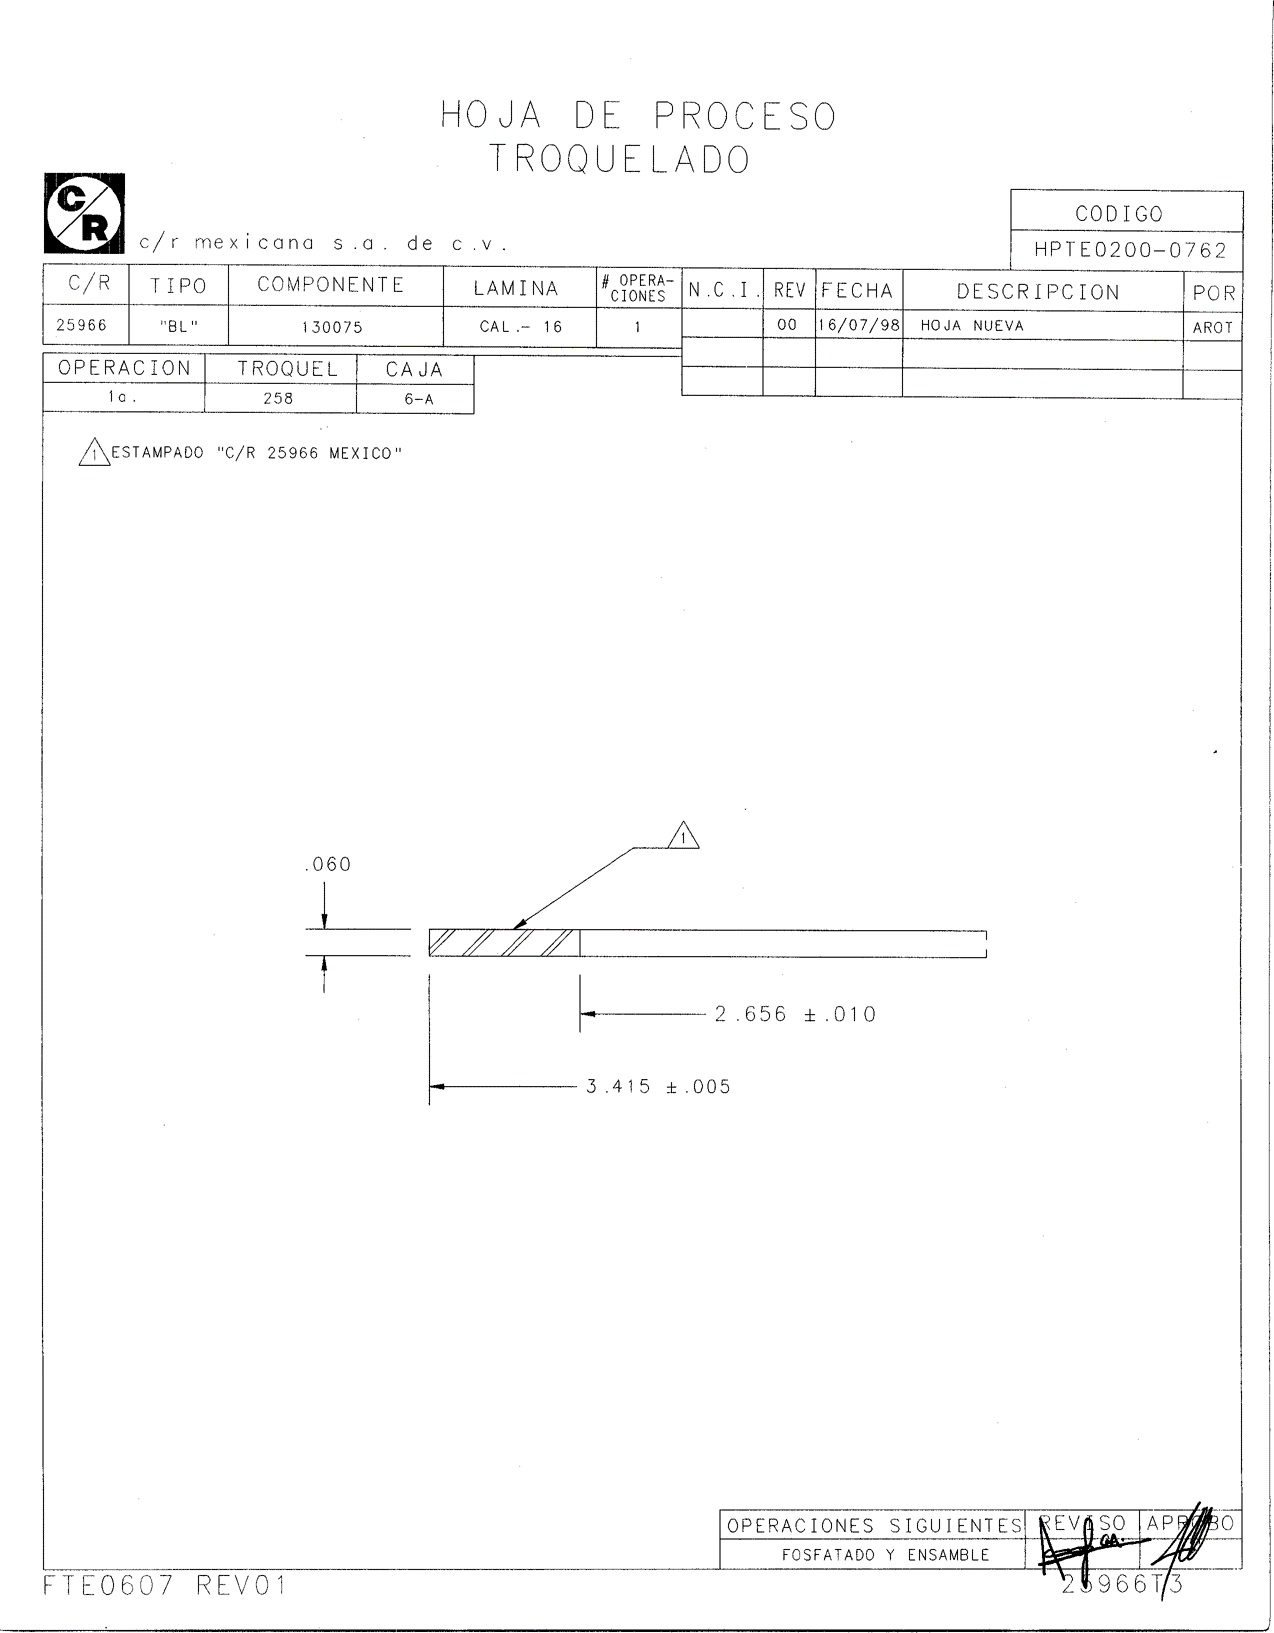 HOJA DE PROCESO
TROQUELADO
C/R
c/r mexicana s.a. de c.v.
CODIGO
HPTE0200-0762
C/R TIPO COMPONENTE LAMINA # OPERA-CIONES N.C.I. REV FECHA DESCRIPCION POR
25966 "BL" 130075 CAL.- 16 1 00 16/07/98 HOJA NUEVA AROT
OPERACION TROQUEL CAJA
1a. 258 6-A
1 ESTAMPADO "C/R 25966 MEXICO"
1
.060
2.656 ±.010
3.415 ±.005
OPERACIONES SIGUIENTES REVISO APROBO
FOSFATADO Y ENSAMBLE
FTE0607 REV01
25966T3